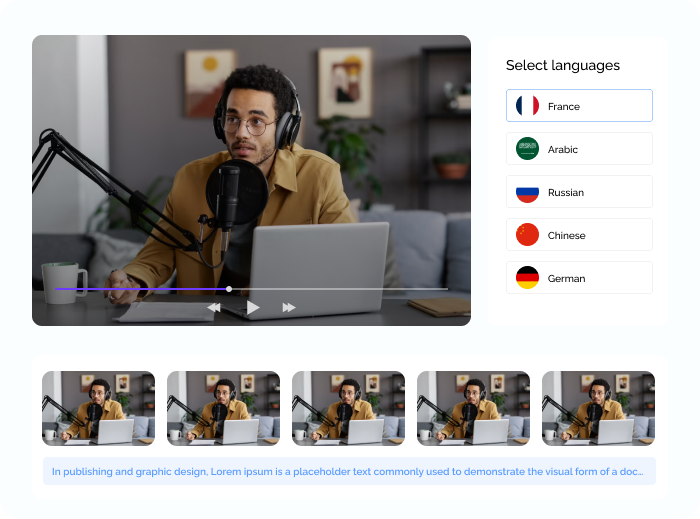 Select languages
France
Arabic
Russian
Chinese
German
In publishing and graphic design, Lorem ipsum is a placeholder text commonly used to demonstrate the visual form of a doc...